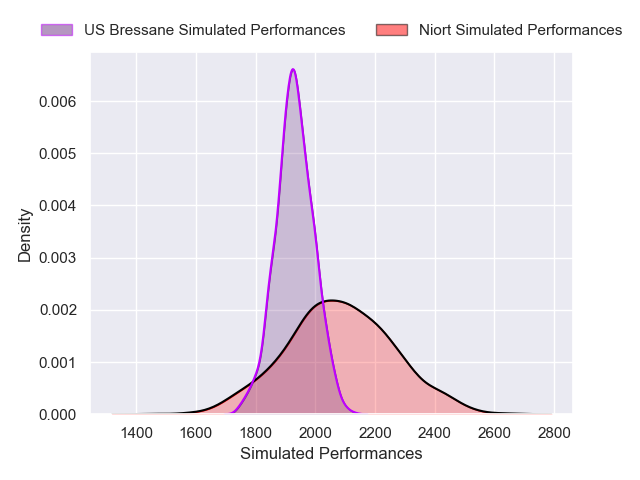 US Bressane Simulated Performances
Niort Simulated Performances
0.006
0.005
0.004
0.003
0.002
0.001
0.000
Density
1400 1600 1800 2000 2200 2400 2600 2800
Simulated Performances